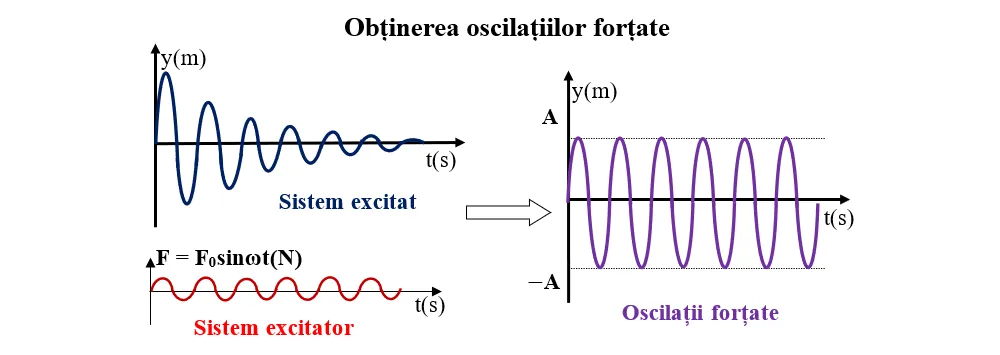 Obținerea oscilațiilor forțate
y(m)
t(s)
Sistem excitat
F = F₀sinωt(N)
t(s)
Sistem excitator
y(m)
A
t(s)
−A
Oscilații forțate